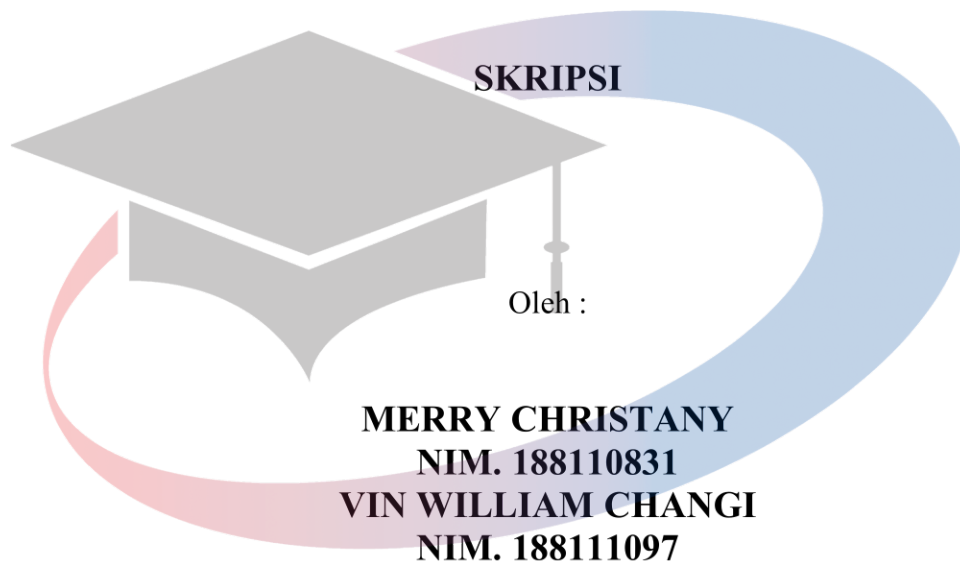 SKRIPSI
Oleh :
MERRY CHRISTANY
NIM. 188110831
VIN WILLIAM CHANGI
NIM. 188111097